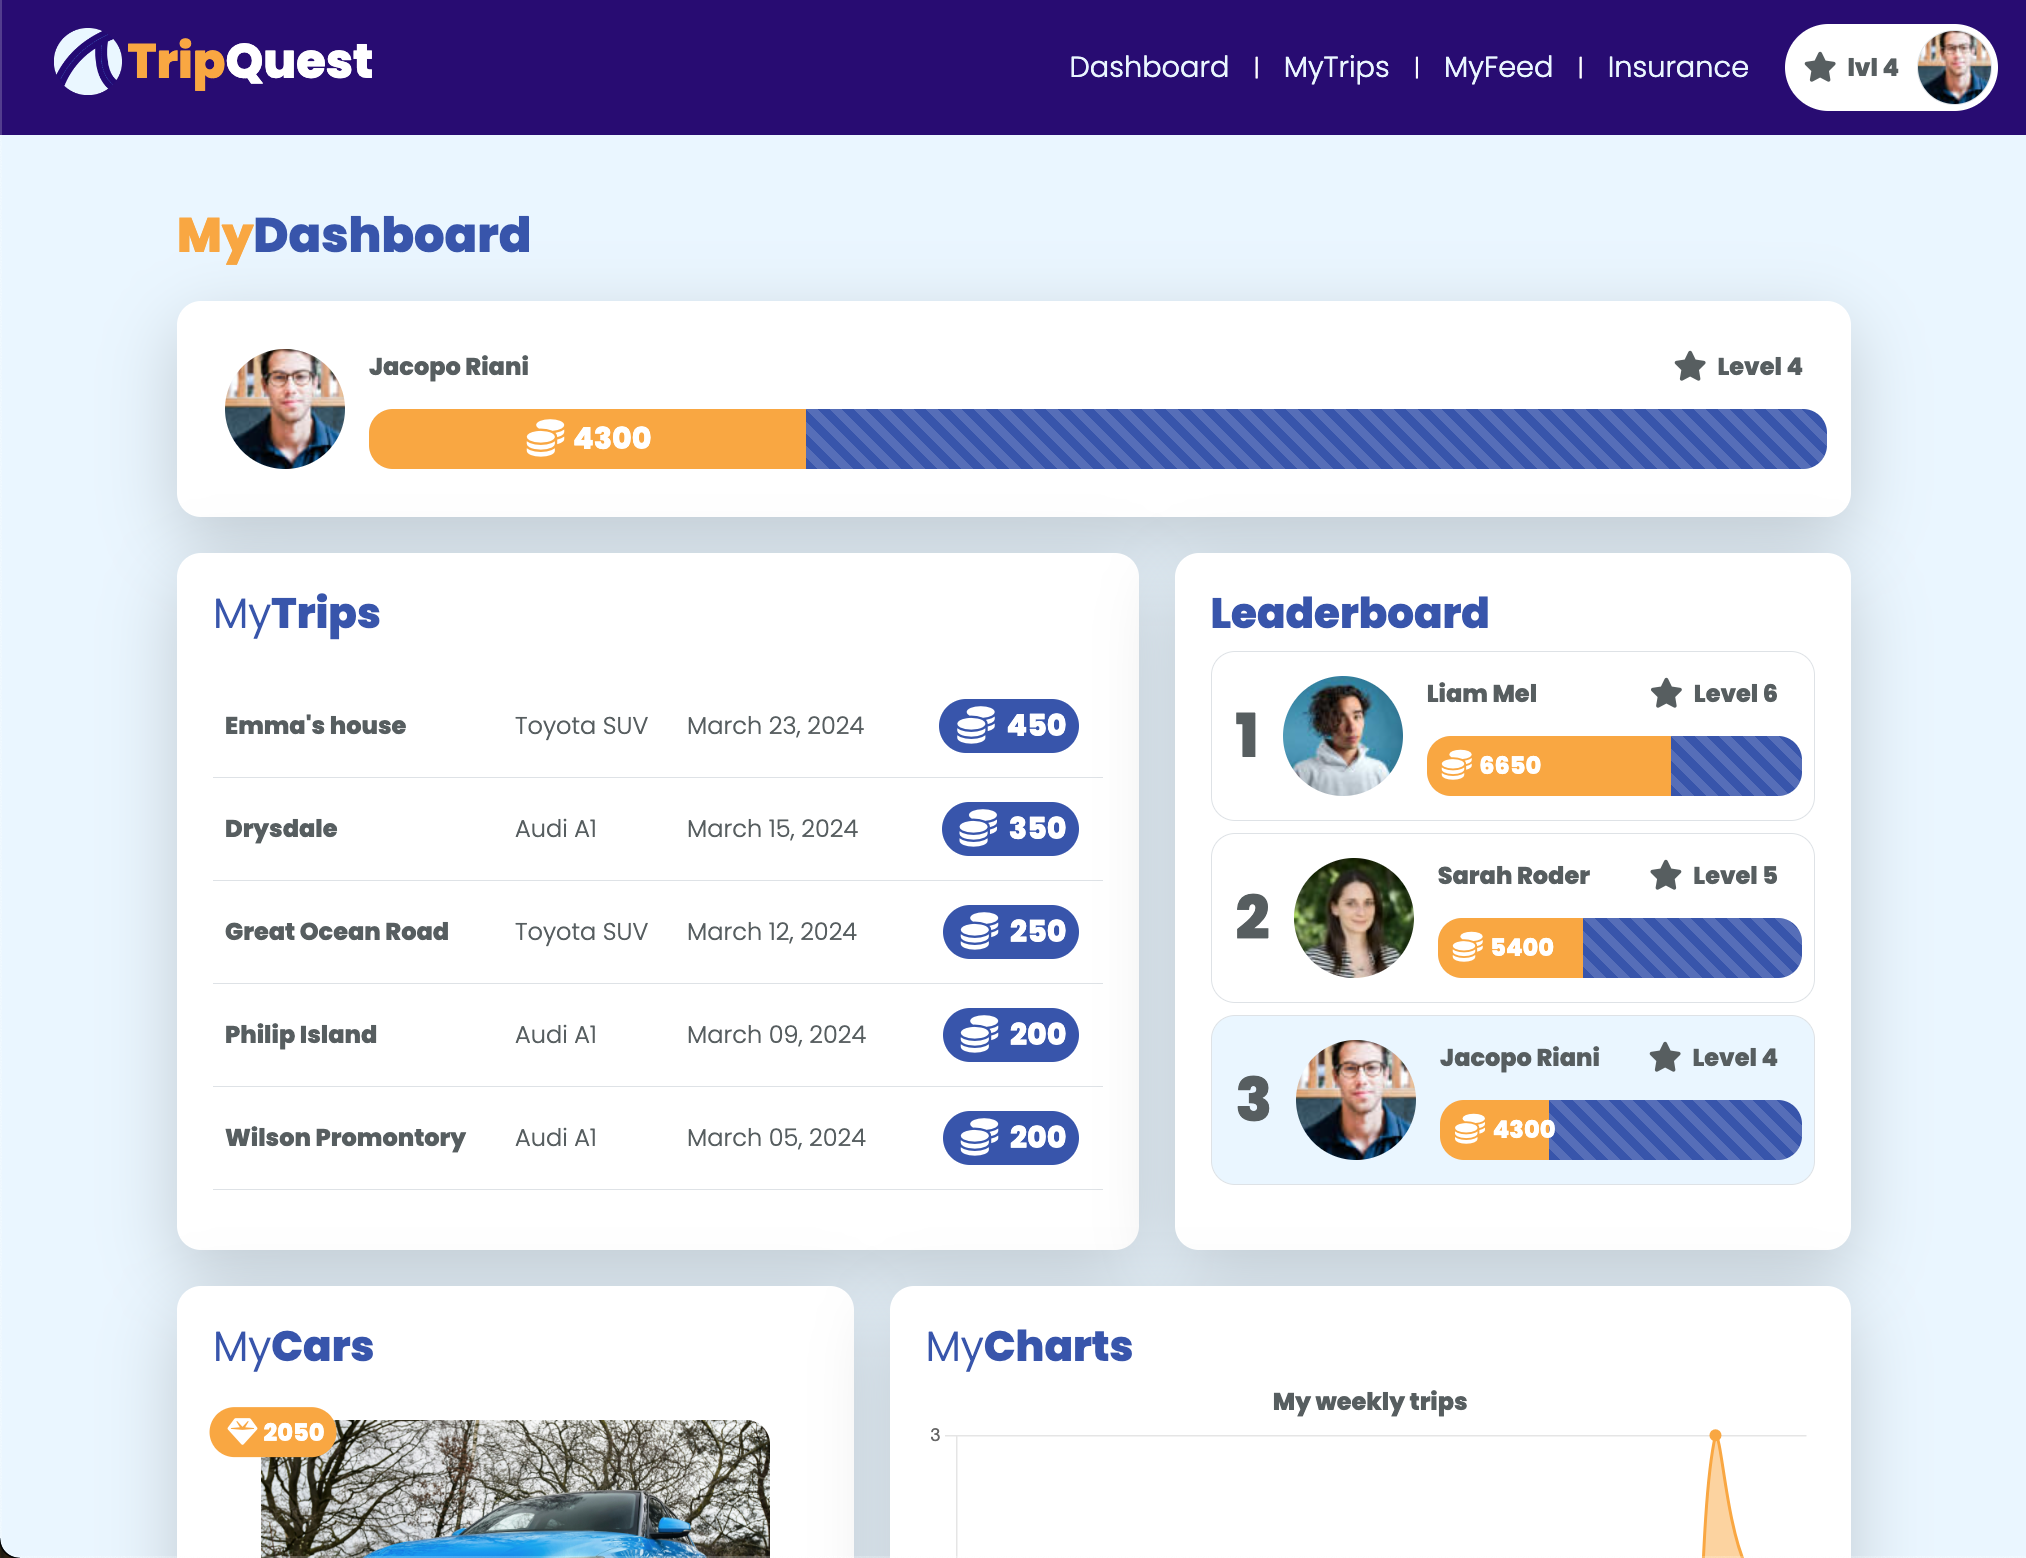 TripQuest
Dashboard | MyTrips | MyFeed | Insurance
lvl 4
MyDashboard
Jacopo Riani
Level 4
4300
MyTrips
Emma's house Toyota SUV March 23, 2024 450
Drysdale Audi A1 March 15, 2024 350
Great Ocean Road Toyota SUV March 12, 2024 250
Philip Island Audi A1 March 09, 2024 200
Wilson Promontory Audi A1 March 05, 2024 200
Leaderboard
1
Liam Mel Level 6
6650
2
Sarah Roder Level 5
5400
3
Jacopo Riani Level 4
4300
MyCars
2050
MyCharts
My weekly trips
3